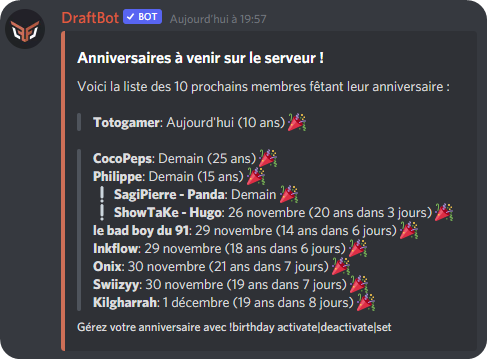 DraftBot ✓ BOT Aujourd'hui à 19:57
Anniversaires à venir sur le serveur !
Voici la liste des 10 prochains membres fêtant leur anniversaire :
Totogamer: Aujourd'hui (10 ans) 🎉
CocoPeps: Demain (25 ans) 🎉
Philippe: Demain (15 ans) 🎉
❕ SagiPierre - Panda: Demain 🎉
❕ ShowTaKe - Hugo: 26 novembre (20 ans dans 3 jours) 🎉
le bad boy du 91: 29 novembre (14 ans dans 6 jours) 🎉
Inkflow: 29 novembre (18 ans dans 6 jours) 🎉
Onix: 30 novembre (21 ans dans 7 jours) 🎉
Swiizyy: 30 novembre (19 ans dans 7 jours) 🎉
Kilgharrah: 1 décembre (19 ans dans 8 jours) 🎉
Gérez votre anniversaire avec !birthday activate|deactivate|set